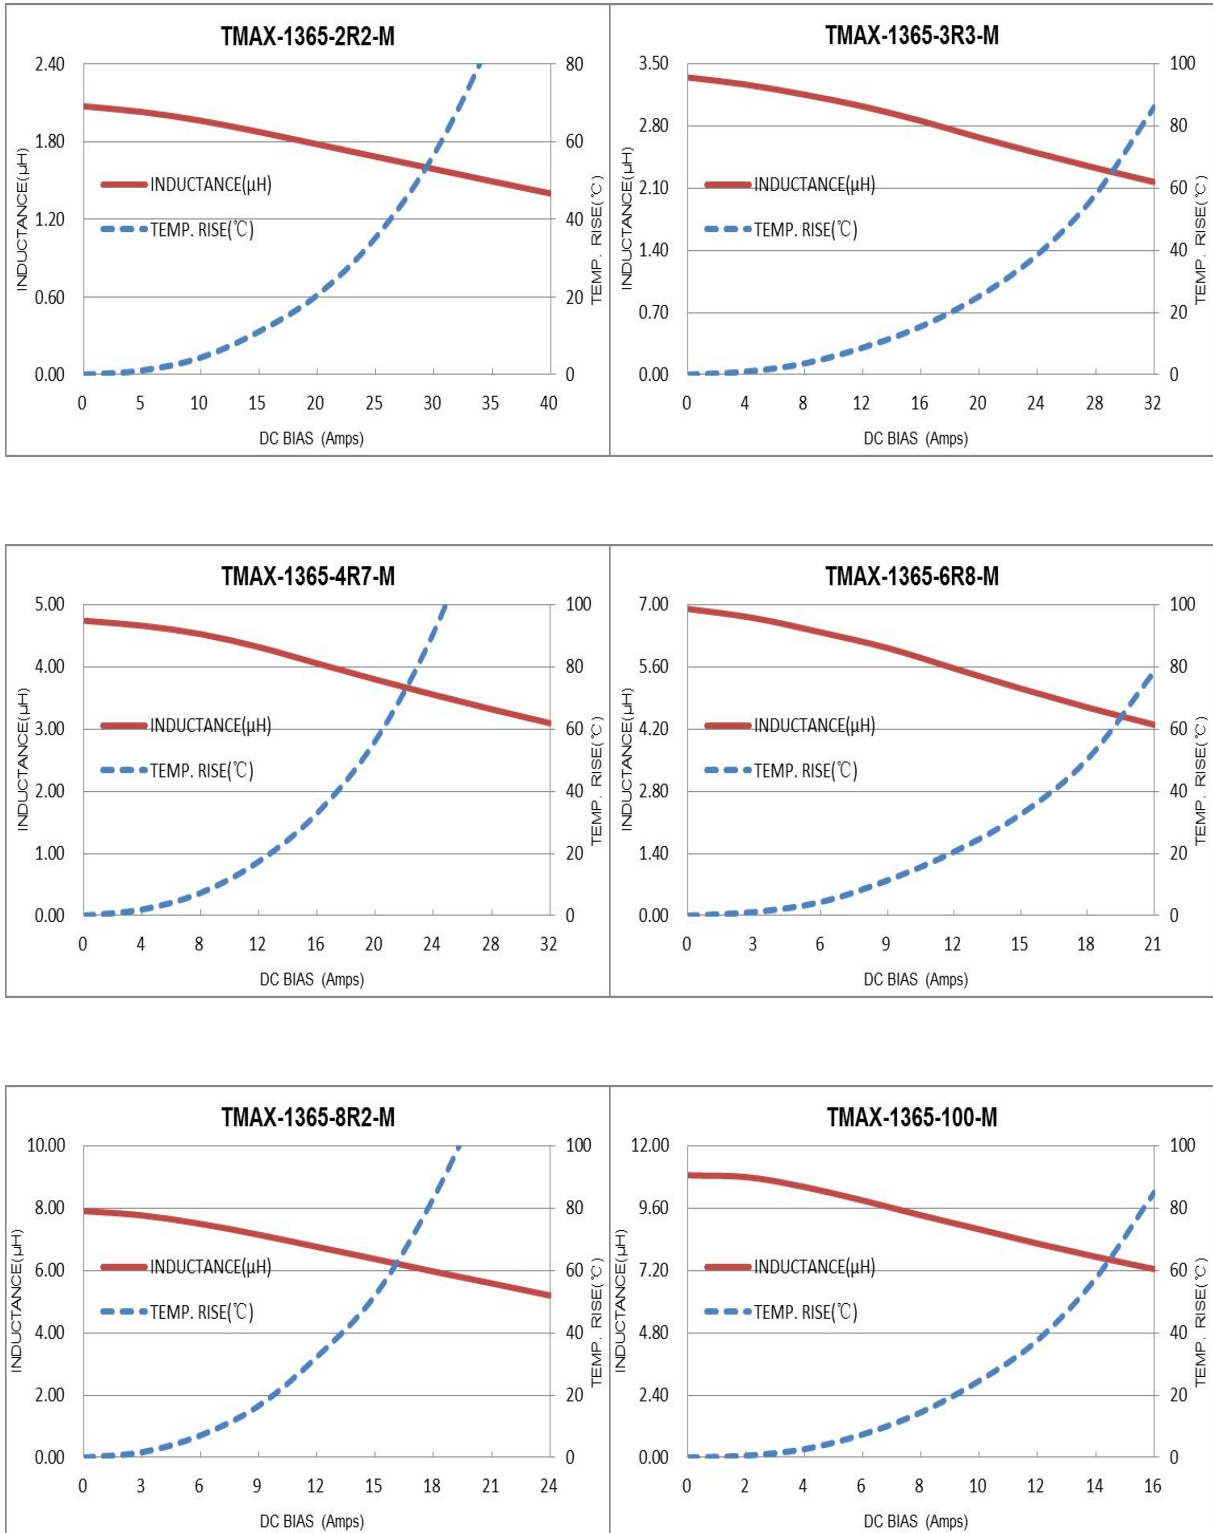 TMAX-1365-2R2-M
2.40
1.80
1.20
0.60
0.00
80
60
40
20
0
INDUCTANCE(μH)
TEMP. RISE(℃)
INDUCTANCE(μH)
TEMP. RISE(℃)
0 5 10 15 20 25 30 35 40
DC BIAS (Amps)
TMAX-1365-3R3-M
3.50
2.80
2.10
1.40
0.70
0.00
100
80
60
40
20
0
INDUCTANCE(μH)
TEMP. RISE(℃)
INDUCTANCE(μH)
TEMP. RISE(℃)
0 4 8 12 16 20 24 28 32
DC BIAS (Amps)
TMAX-1365-4R7-M
5.00
4.00
3.00
2.00
1.00
0.00
100
80
60
40
20
0
INDUCTANCE(μH)
TEMP. RISE(℃)
INDUCTANCE(μH)
TEMP. RISE(℃)
0 4 8 12 16 20 24 28 32
DC BIAS (Amps)
TMAX-1365-6R8-M
7.00
5.60
4.20
2.80
1.40
0.00
100
80
60
40
20
0
INDUCTANCE(μH)
TEMP. RISE(℃)
INDUCTANCE(μH)
TEMP. RISE(℃)
0 3 6 9 12 15 18 21
DC BIAS (Amps)
TMAX-1365-8R2-M
10.00
8.00
6.00
4.00
2.00
0.00
100
80
60
40
20
0
INDUCTANCE(μH)
TEMP. RISE(℃)
INDUCTANCE(μH)
TEMP. RISE(℃)
0 3 6 9 12 15 18 21 24
DC BIAS (Amps)
TMAX-1365-100-M
12.00
9.60
7.20
4.80
2.40
0.00
100
80
60
40
20
0
INDUCTANCE(μH)
TEMP. RISE(℃)
INDUCTANCE(μH)
TEMP. RISE(℃)
0 2 4 6 8 10 12 14 16
DC BIAS (Amps)